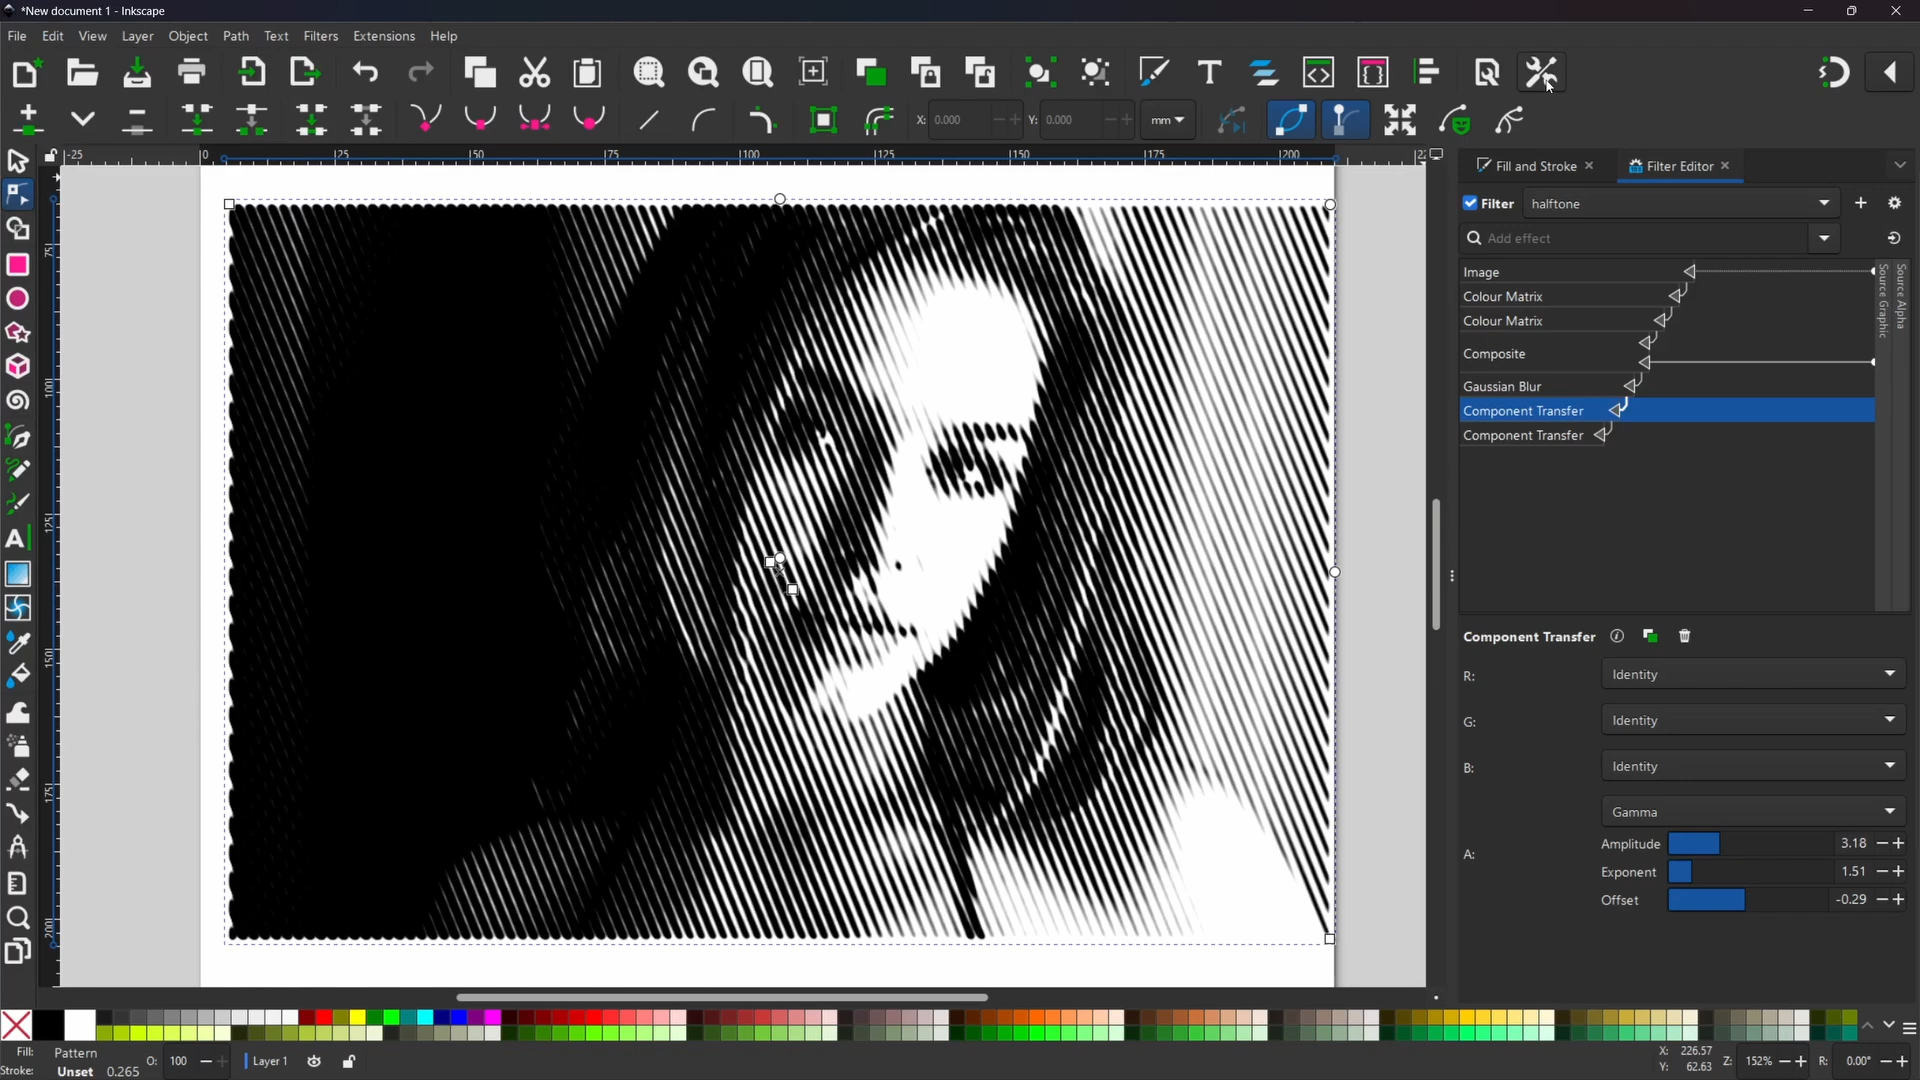 *New document 1 - Inkscape
File Edit View Layer Object Path Text Filters Extensions Help
X: 0.000 Y: 0.000 mm
-25 0 25 50 75 100 125 150 175 200
75
100
125
150
175
200
Fill and Stroke Filter Editor
Filter halftone
Add effect
Image
Colour Matrix
Colour Matrix
Composite
Gaussian Blur
Component Transfer
Component Transfer
Source Graphic
Source Alpha
Component Transfer
R: Identity
G: Identity
B: Identity
Gamma
A:
Amplitude 3.18
Exponent 1.51
Offset -0.29
Fill: Pattern
Stroke: Unset 0.265
O: 100
Layer 1
X: 226.57
Y: 62.63
Z: 152%
R: 0.00°